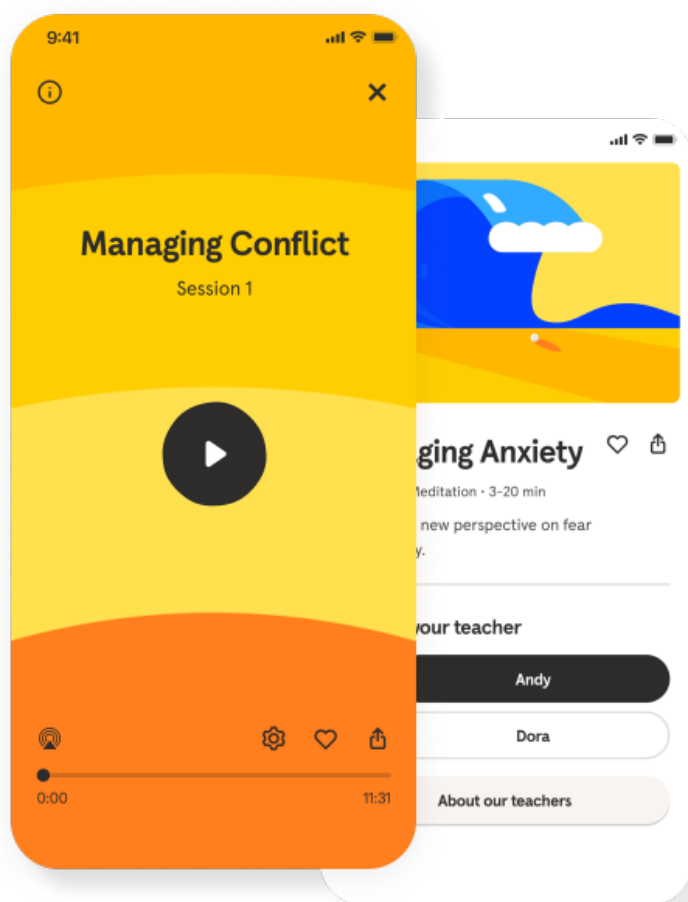 9:41
Managing Conflict
Session 1
0:00
11:31
ging Anxiety
Meditation · 3-20 min
new perspective on fear
y.
your teacher
Andy
Dora
About our teachers